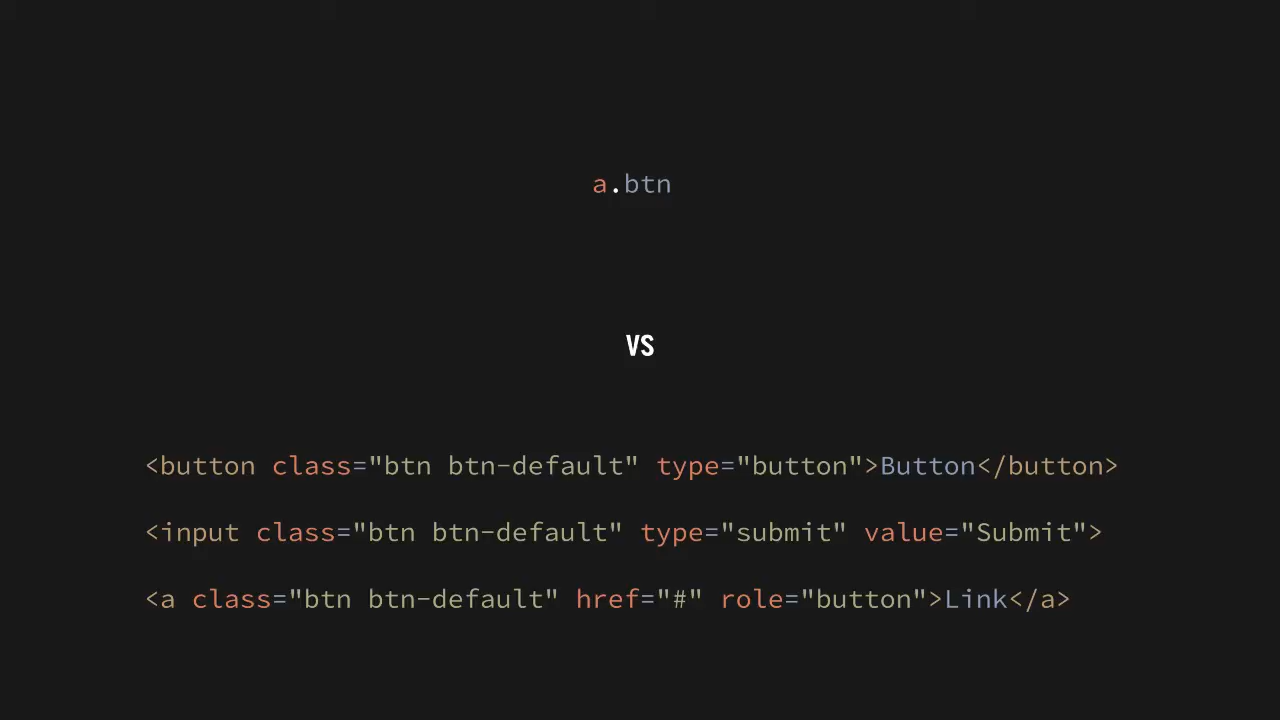 a.btn
VS
<button class="btn btn-default" type="button">Button</button>
<input class="btn btn-default" type="submit" value="Submit">
<a class="btn btn-default" href="#" role="button">Link</a>